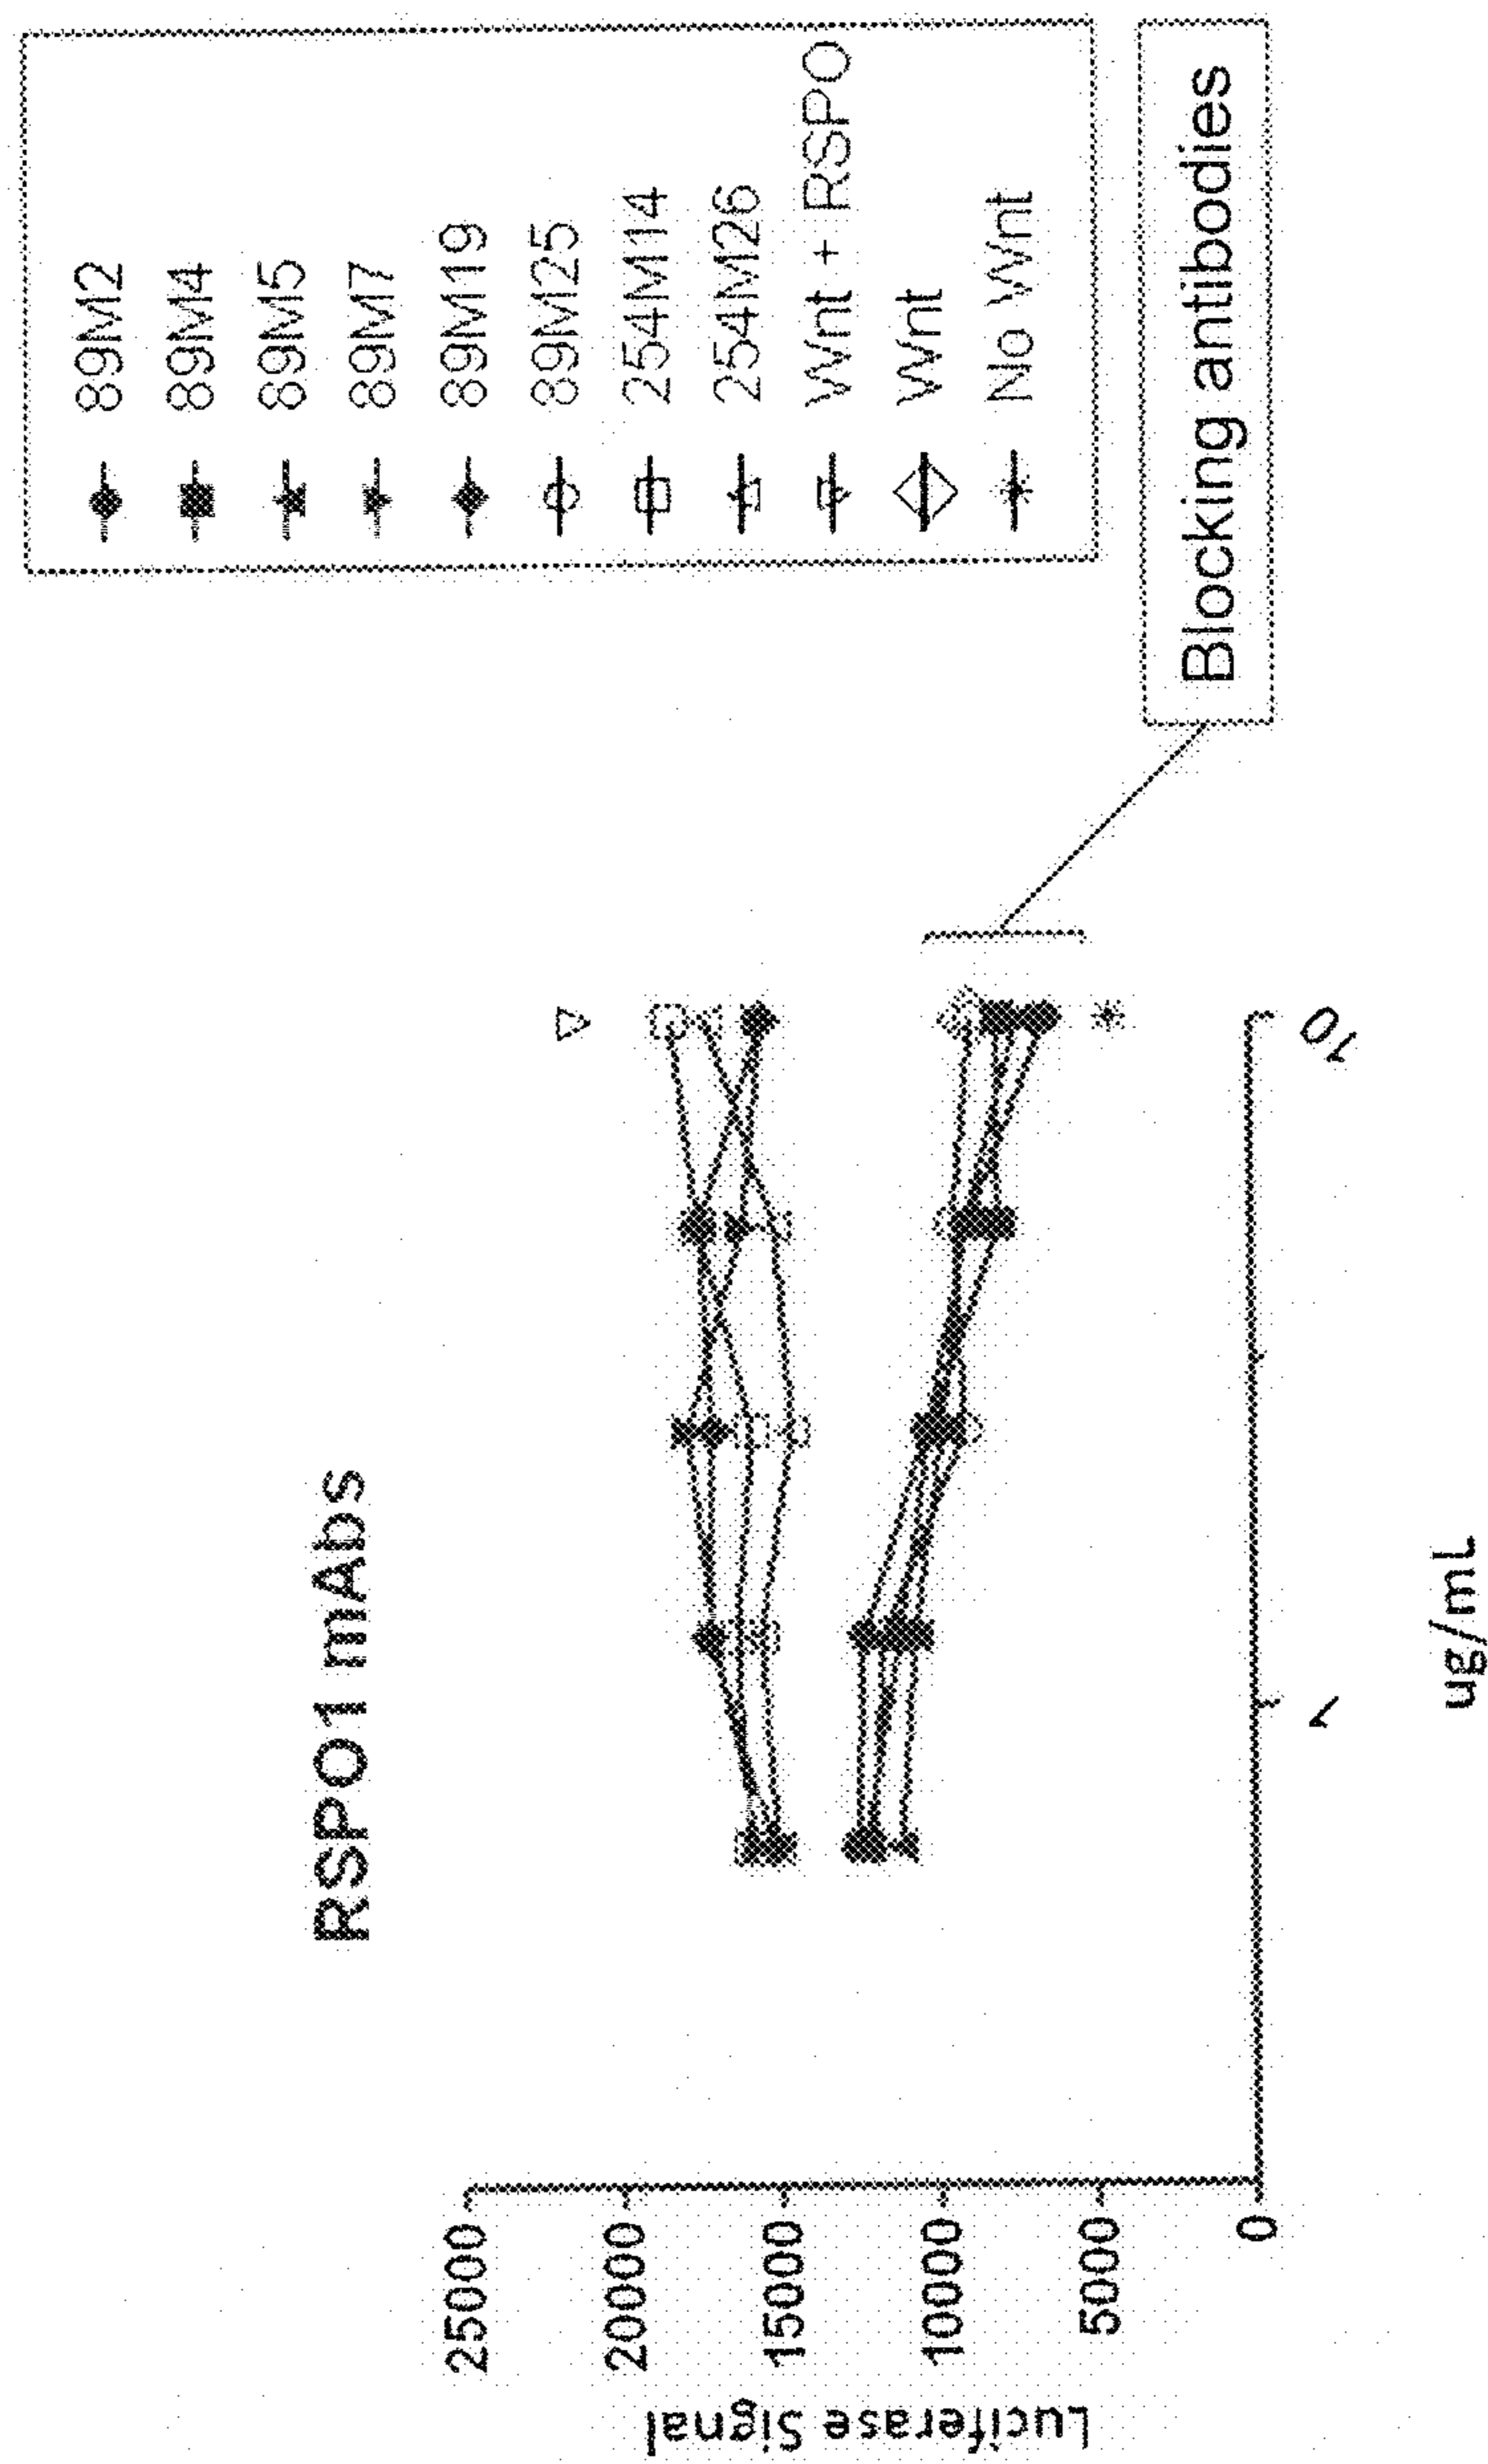 RSPO1 mAbs
Luciferase Signal
25000
20000
15000
10000
5000
0
1
10
ug/mL
89M2
89M4
89M5
89M7
89M19
89M25
254M14
254M26
Wnt + RSPO
Wnt
No Wnt
Blocking antibodies